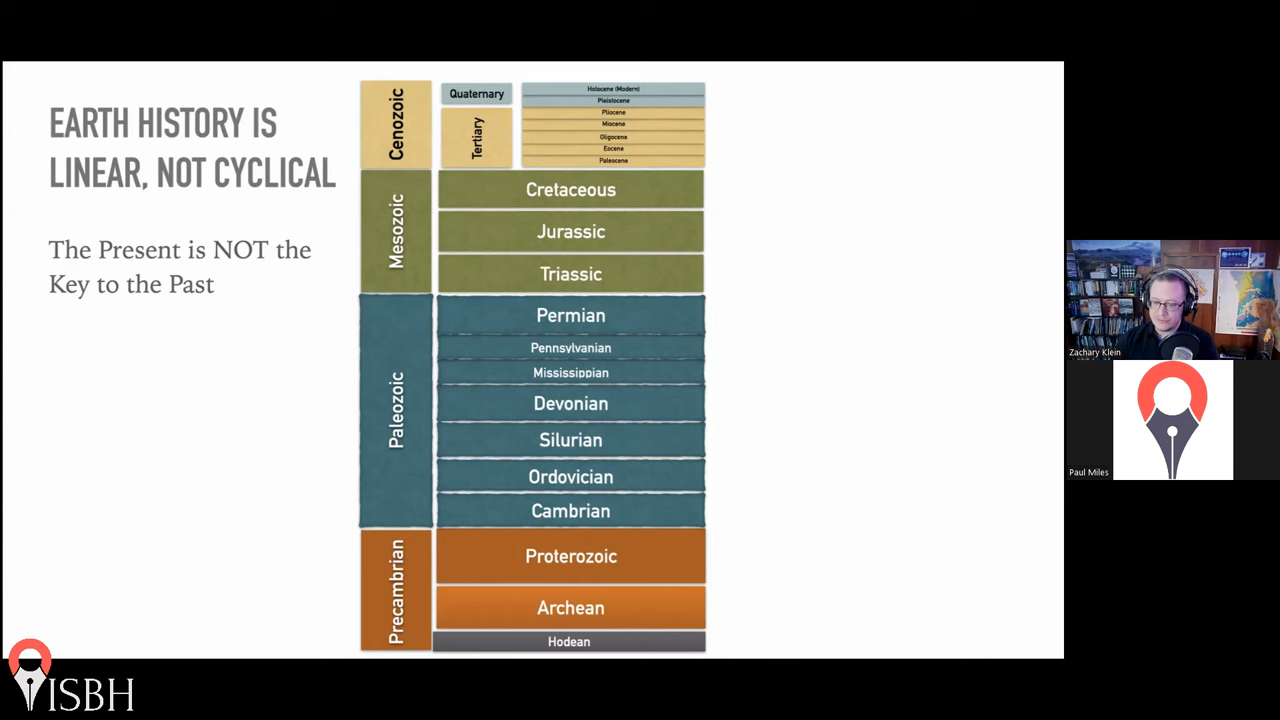 EARTH HISTORY IS
LINEAR, NOT CYCLICAL
The Present is NOT the
Key to the Past
Cenozoic
Quaternary
Tertiary
Holocene (Modern)
Pleistocene
Pliocene
Miocene
Oligocene
Eocene
Paleocene
Mesozoic
Cretaceous
Jurassic
Triassic
Paleozoic
Permian
Pennsylvanian
Mississippian
Devonian
Silurian
Ordovician
Cambrian
Precambrian
Proterozoic
Archean
Hodean
Zachary Klein
Paul Miles
ISBH